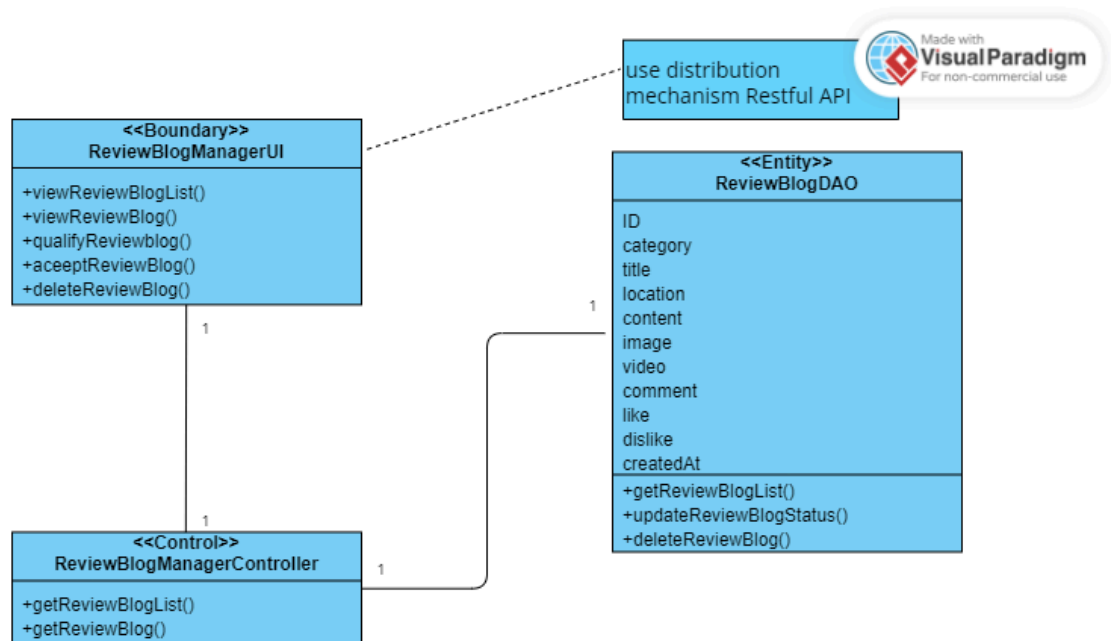 Made with
Visual Paradigm
For non-commercial use
use distribution
mechanism Restful API
<<Boundary>>
ReviewBlogManagerUI
+viewReviewBlogList()
+viewReviewBlog()
+qualifyReviewblog()
+aceeptReviewBlog()
+deleteReviewBlog()
1
1
<<Entity>>
ReviewBlogDAO
ID
category
title
location
content
image
video
comment
like
dislike
createdAt
+getReviewBlogList()
+updateReviewBlogStatus()
+deleteReviewBlog()
1
1
<<Control>>
ReviewBlogManagerController
+getReviewBlogList()
+getReviewBlog()